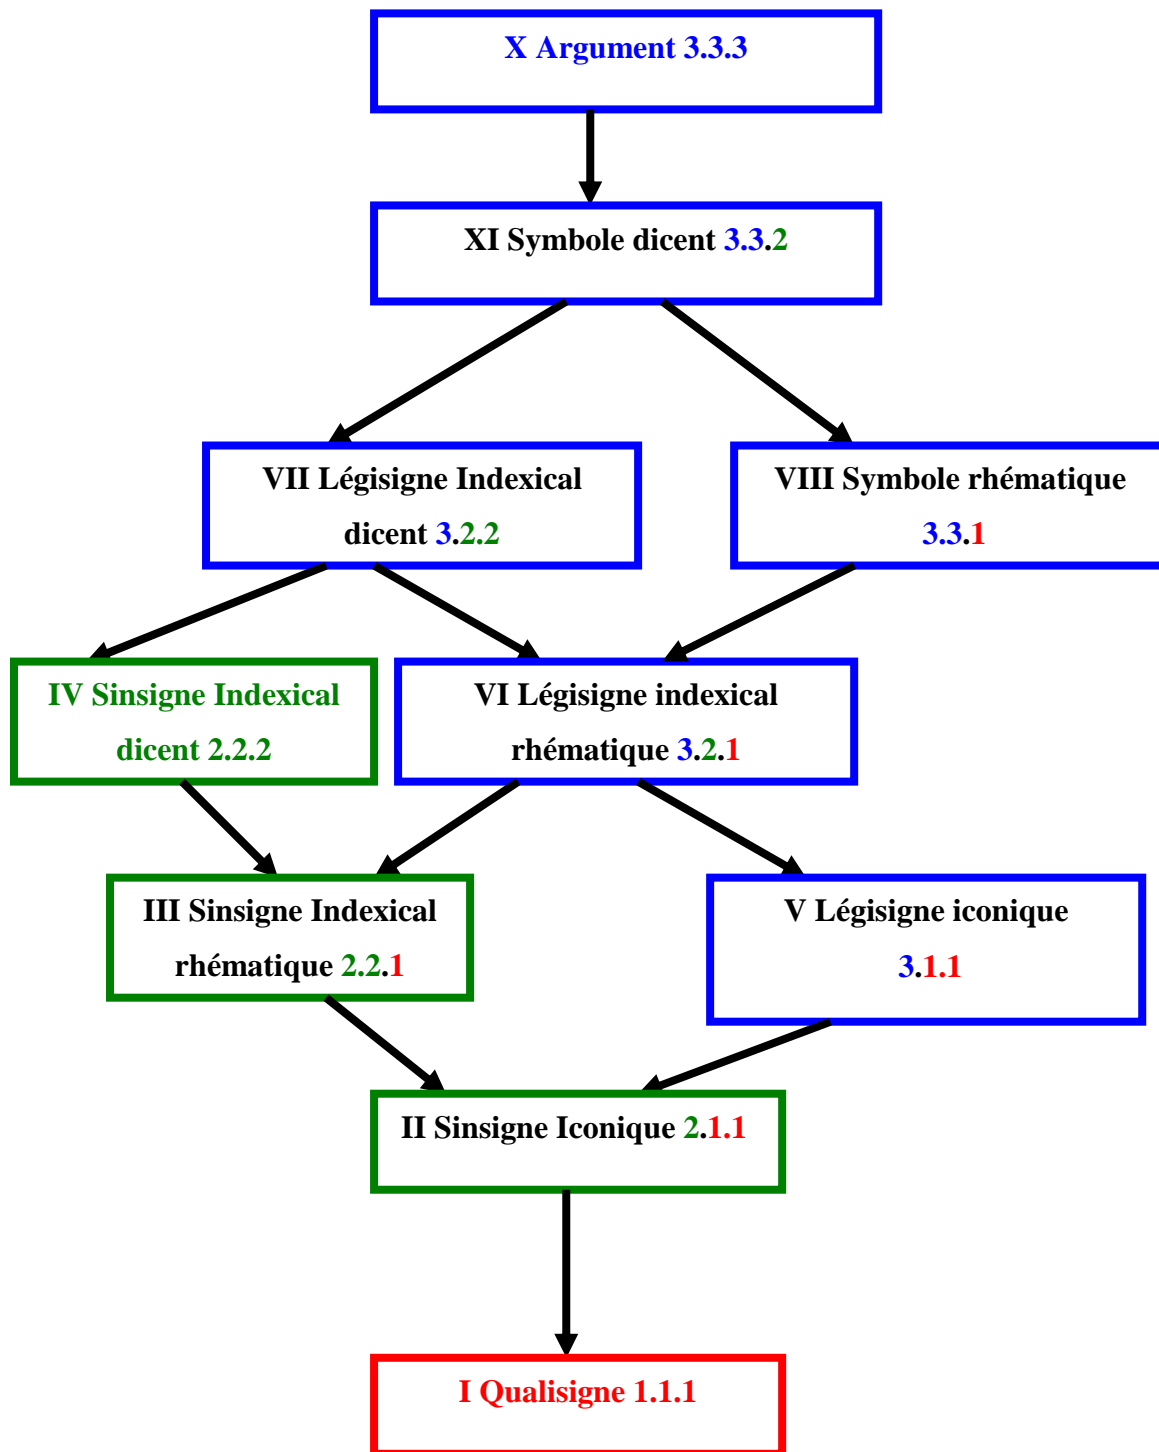 X Argument 3.3.3
XI Symbole dicent 3.3.2
VII Légisigne Indexical
dicent 3.2.2
VIII Symbole rhématique
3.3.1
IV Sinsigne Indexical
dicent 2.2.2
VI Légisigne indexical
rhématique 3.2.1
III Sinsigne Indexical
rhématique 2.2.1
V Légisigne iconique
3.1.1
II Sinsigne Iconique 2.1.1
I Qualisigne 1.1.1